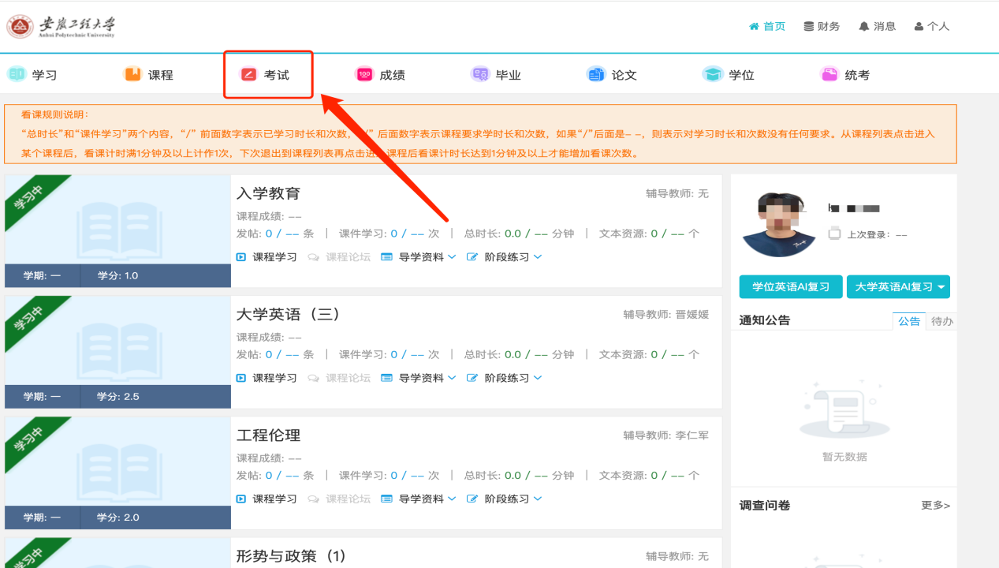 安徽工程大学
Anhui Polytechnic University
首页 财务 消息 个人
学习 课程 考试 100 成绩 毕业 论文 学位 统考
看课规则说明:
“总时长”和“课件学习”两个内容，“/” 前面数字表示已学习时长和次数，“/” 后面数字表示课程要求学时长和次数，如果“/”后面是– –，则表示对学习时长和次数没有任何要求。从课程列表点击进入
某个课程后，看课计时满1分钟及以上计作1次，下次退出到课程列表再点击进 课程后看课计时长达到1分钟及以上才能增加看课次数。
学习中
入学教育 辅导教师: 无
课程成绩: ––
发帖: 0 / –– 条 | 课件学习: 0 / –– 次 | 总时长: 0.0 / –– 分钟 | 文本资源: 0 / –– 个
课程学习 课程论坛 导学资料 阶段练习
学期: — 学分: 1.0
上次登录: ––
学位英语AI复习 大学英语AI复习
学习中
大学英语（三） 辅导教师: 晋媛媛
课程成绩: ––
发帖: 0 / –– 条 | 课件学习: 0 / –– 次 | 总时长: 0.0 / –– 分钟 | 文本资源: 0 / –– 个
课程学习 课程论坛 导学资料 阶段练习
学期: — 学分: 2.5
通知公告 公告 待办
暂无数据
学习中
工程伦理 辅导教师: 李仁军
课程成绩: ––
发帖: 0 / –– 条 | 课件学习: 0 / –– 次 | 总时长: 0.0 / –– 分钟 | 文本资源: 0 / –– 个
课程学习 课程论坛 导学资料 阶段练习
学期: — 学分: 2.0
调查问卷 更多>
学习中
形势与政策（1） 辅导教师: 无